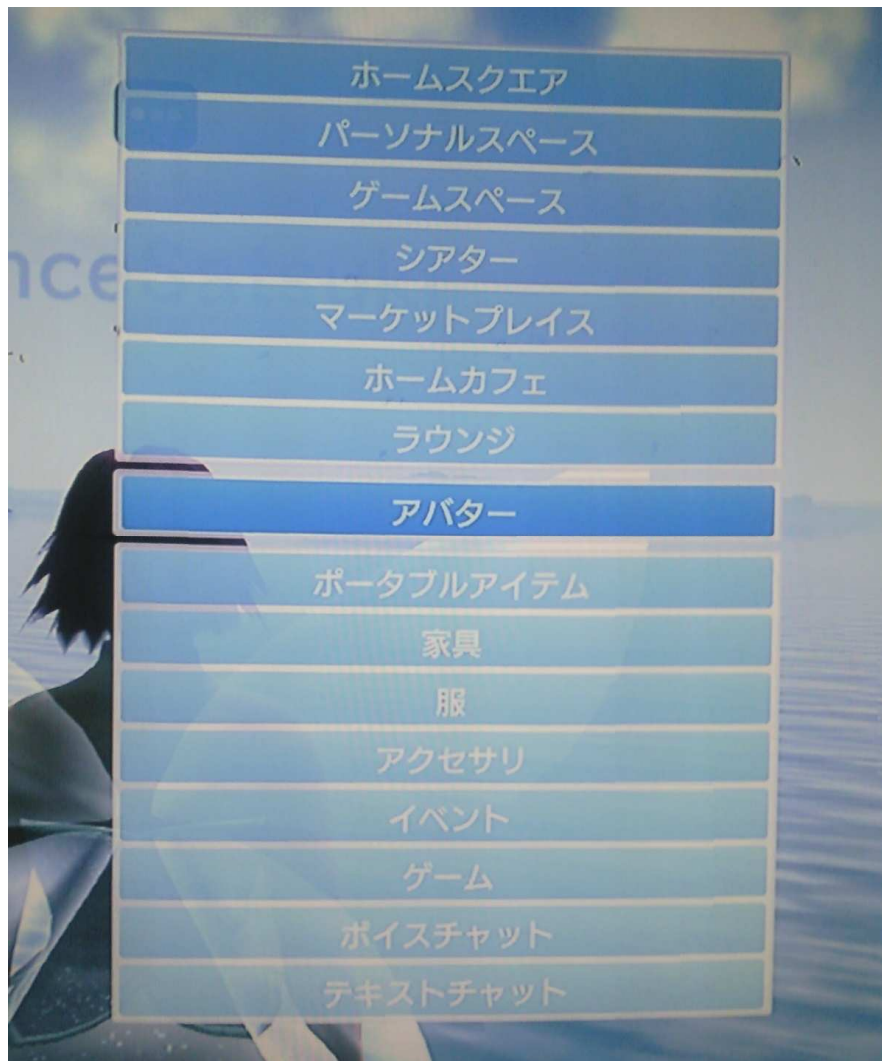 ホームスクエア
パーソナルスペース
ゲームスペース
シアター
nce
マーケットプレイス
ホームカフェ
ラウンジ
アバター
ポータブルアイテム
家具
服
アクセサリ
イベント
ゲーム
ボイスチャット
テキストチャット